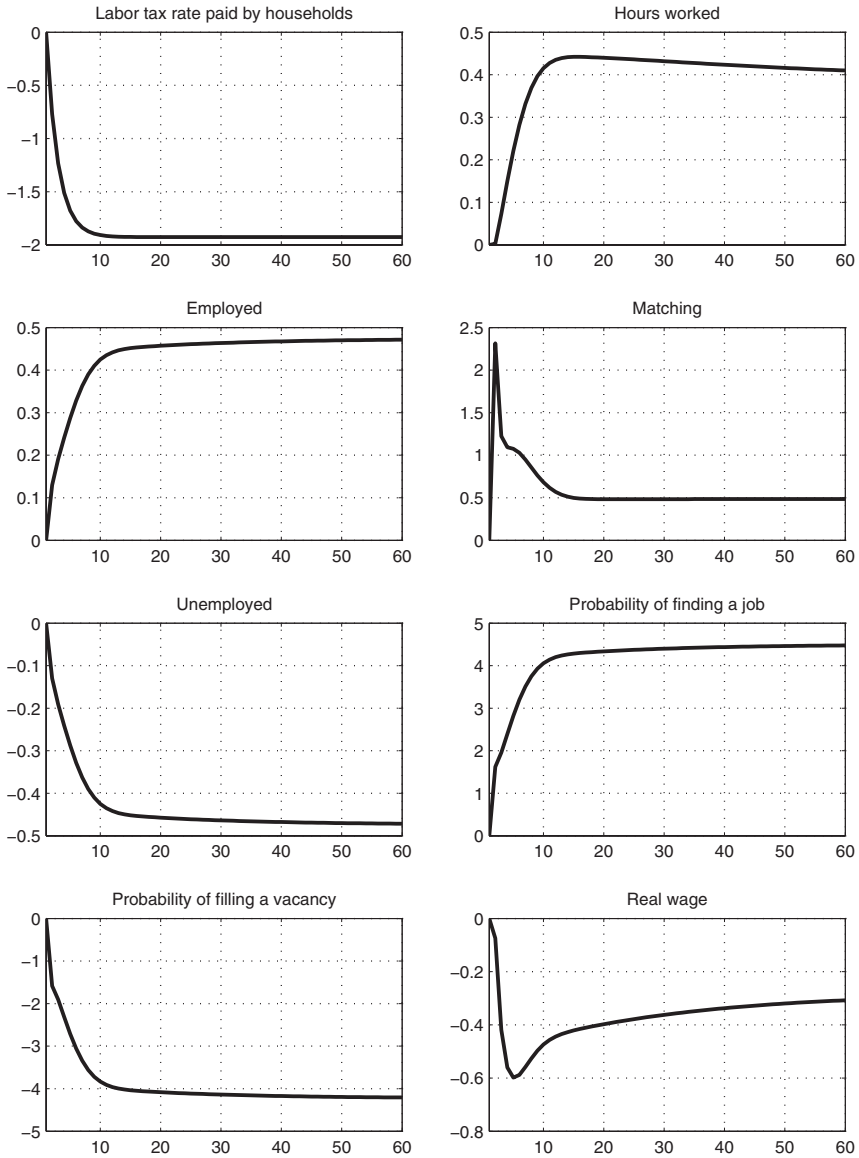 Labor tax rate paid by households
0
−0.5
−1
−1.5
−2
10 20 30 40 50 60
Hours worked
0.5
0.4
0.3
0.2
0.1
0
10 20 30 40 50 60
Employed
0.5
0.4
0.3
0.2
0.1
0
10 20 30 40 50 60
Matching
2.5
2
1.5
1
0.5
0
10 20 30 40 50 60
Unemployed
0
−0.1
−0.2
−0.3
−0.4
−0.5
10 20 30 40 50 60
Probability of finding a job
5
4
3
2
1
0
10 20 30 40 50 60
Probability of filling a vacancy
0
−1
−2
−3
−4
−5
10 20 30 40 50 60
Real wage
0
−0.2
−0.4
−0.6
−0.8
10 20 30 40 50 60